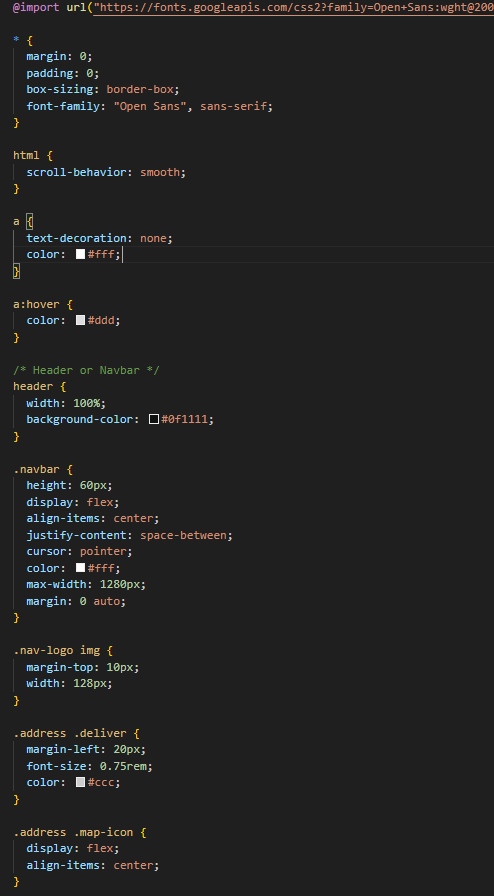 @import url("https://fonts.googleapis.com/css2?family=Open+Sans:wght@200
* {
margin: 0;
padding: 0;
box-sizing: border-box;
font-family: "Open Sans", sans-serif;
}
html {
scroll-behavior: smooth;
}
a {
text-decoration: none;
color: #fff;
}
a:hover {
color: #ddd;
}
/* Header or Navbar */
header {
width: 100%;
background-color: #0f1111;
}
.navbar {
height: 60px;
display: flex;
align-items: center;
justify-content: space-between;
cursor: pointer;
color: #fff;
max-width: 1280px;
margin: 0 auto;
}
.nav-logo img {
margin-top: 10px;
width: 128px;
}
.address .deliver {
margin-left: 20px;
font-size: 0.75rem;
color: #ccc;
}
.address .map-icon {
display: flex;
align-items: center;
}